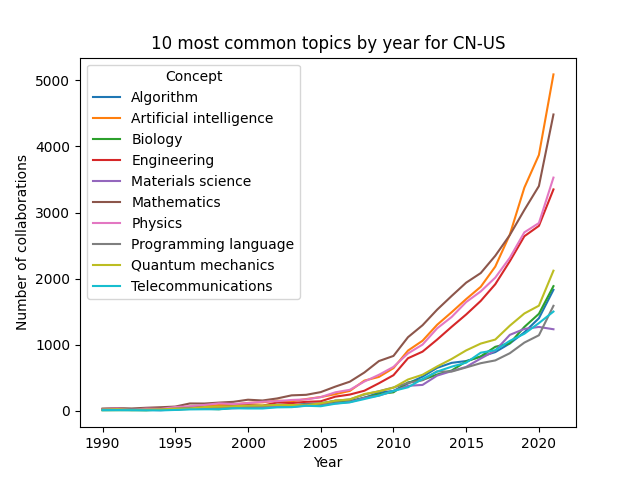 10 most common topics by year for CN-US
Number of collaborations
5000
4000
3000
2000
1000
0
Concept
Algorithm
Artificial intelligence
Biology
Engineering
Materials science
Mathematics
Physics
Programming language
Quantum mechanics
Telecommunications
1990 1995 2000 2005 2010 2015 2020
Year